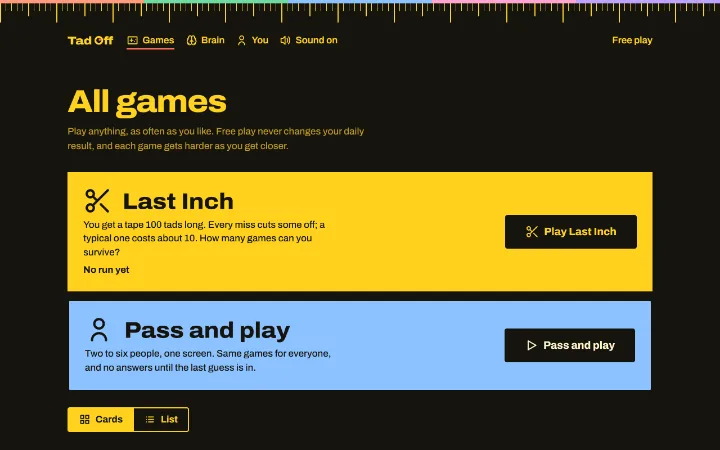 Tad Off
Games
Brain
You
Sound on
Free play
All games
Play anything, as often as you like. Free play never changes your daily
result, and each game gets harder as you get closer.
Last Inch
You get a tape 100 tads long. Every miss cuts some off; a
typical one costs about 10. How many games can you
survive?
No run yet
Play Last Inch
Pass and play
Two to six people, one screen. Same games for everyone,
and no answers until the last guess is in.
Pass and play
Cards
List